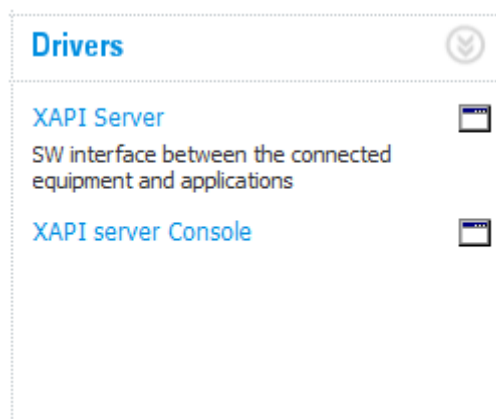 Drivers
XAPI Server
SW interface between the connected
equipment and applications
XAPI server Console